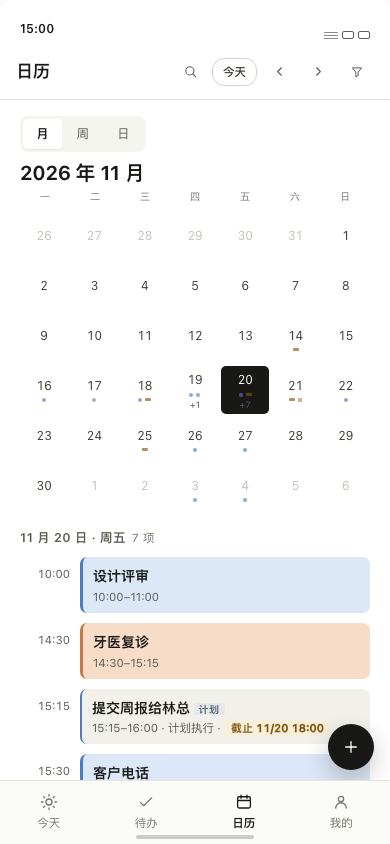 15:00
日历
今天
月 周 日
2026 年 11 月
一 二 三 四 五 六 日
26 27 28 29 30 31 1
2 3 4 5 6 7 8
9 10 11 12 13 14 15
16 17 18 19 20 21 22
+1 +7
23 24 25 26 27 28 29
30 1 2 3 4 5 6
11 月 20 日 · 周五 7 项
10:00 设计评审
10:00–11:00
14:30 牙医复诊
14:30–15:15
15:15 提交周报给林总 计划
15:15–16:00 · 计划执行 · 截止 11/20 18:00
15:30 客户电话
今天 待办 日历 我的